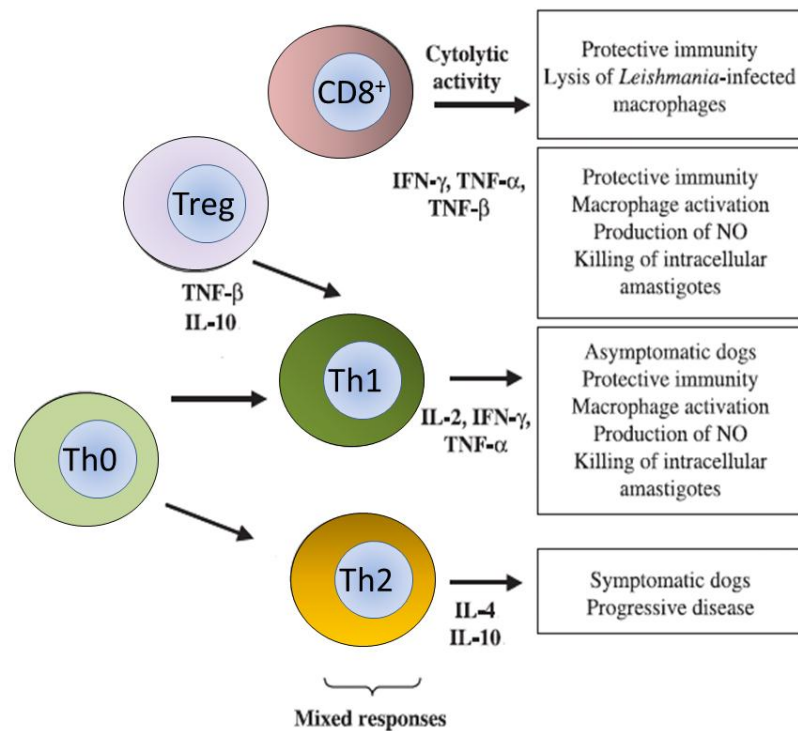 CD8+
Cytolytic
activity
Protective immunity
Lysis of Leishmania-infected
macrophages
Treg
IFN-γ, TNF-α,
TNF-β
Protective immunity
Macrophage activation
Production of NO
Killing of intracellular
amastigotes
TNF-β
IL-10
Th1
IL-2, IFN-γ,
TNF-α
Asymptomatic dogs
Protective immunity
Macrophage activation
Production of NO
Killing of intracellular
amastigotes
Th0
Th2
IL-4
IL-10
Symptomatic dogs
Progressive disease
Mixed responses